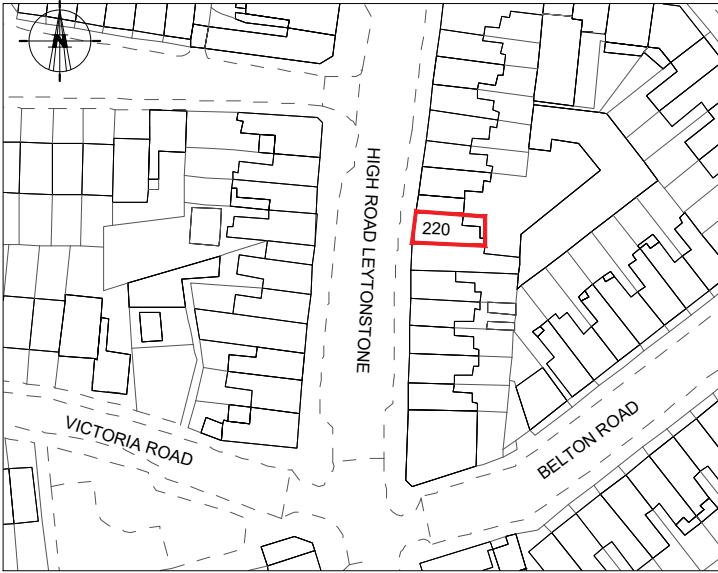 N
HIGH ROAD LEYTONSTONE
220
VICTORIA ROAD
BELTON ROAD